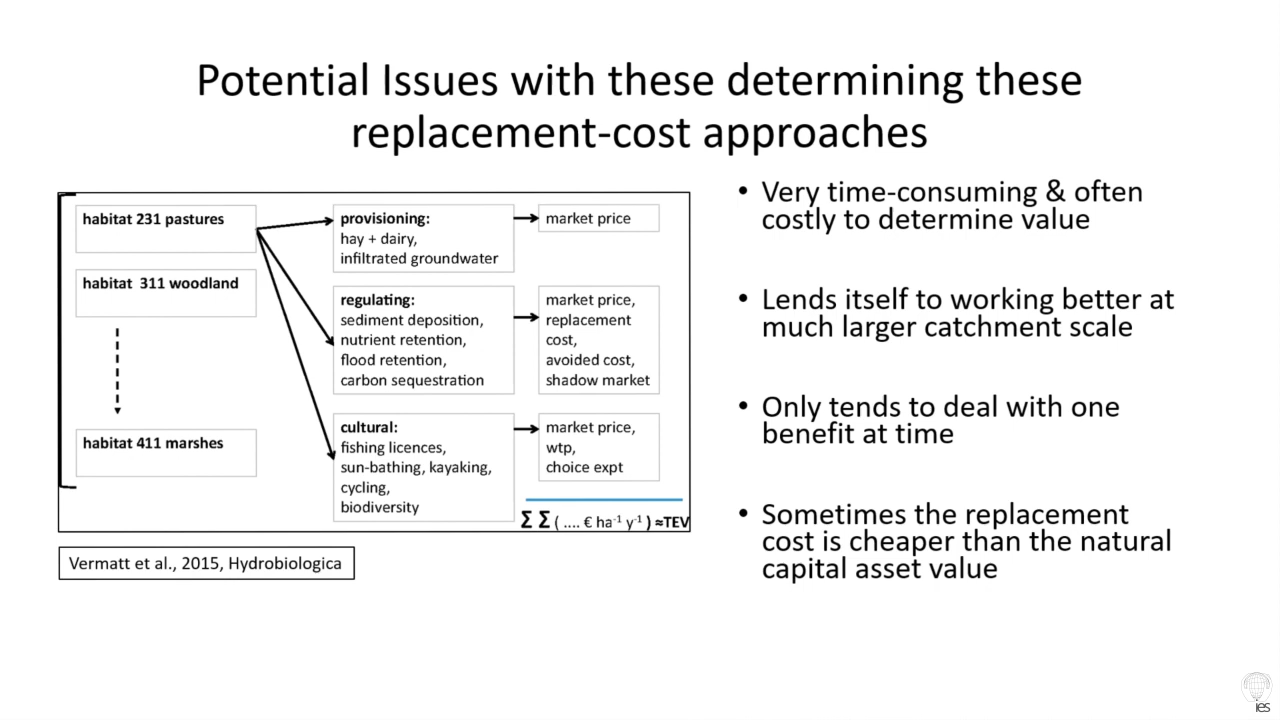 Potential Issues with these determining these
replacement-cost approaches
habitat 231 pastures
habitat  311 woodland
habitat 411 marshes
provisioning:
hay + dairy,
infiltrated groundwater
regulating:
sediment deposition,
nutrient retention,
flood retention,
carbon sequestration
cultural:
fishing licences,
sun-bathing, kayaking,
cycling,
biodiversity
market price
market price,
replacement
cost,
avoided cost,
shadow market
market price,
wtp,
choice expt
Σ Σ ( .... € ha⁻¹ y⁻¹ ) ≈TEV
Vermatt et al., 2015, Hydrobiologica
• Very time-consuming & often
costly to determine value
• Lends itself to working better at
much larger catchment scale
• Only tends to deal with one
benefit at time
• Sometimes the replacement
cost is cheaper than the natural
capital asset value
ies